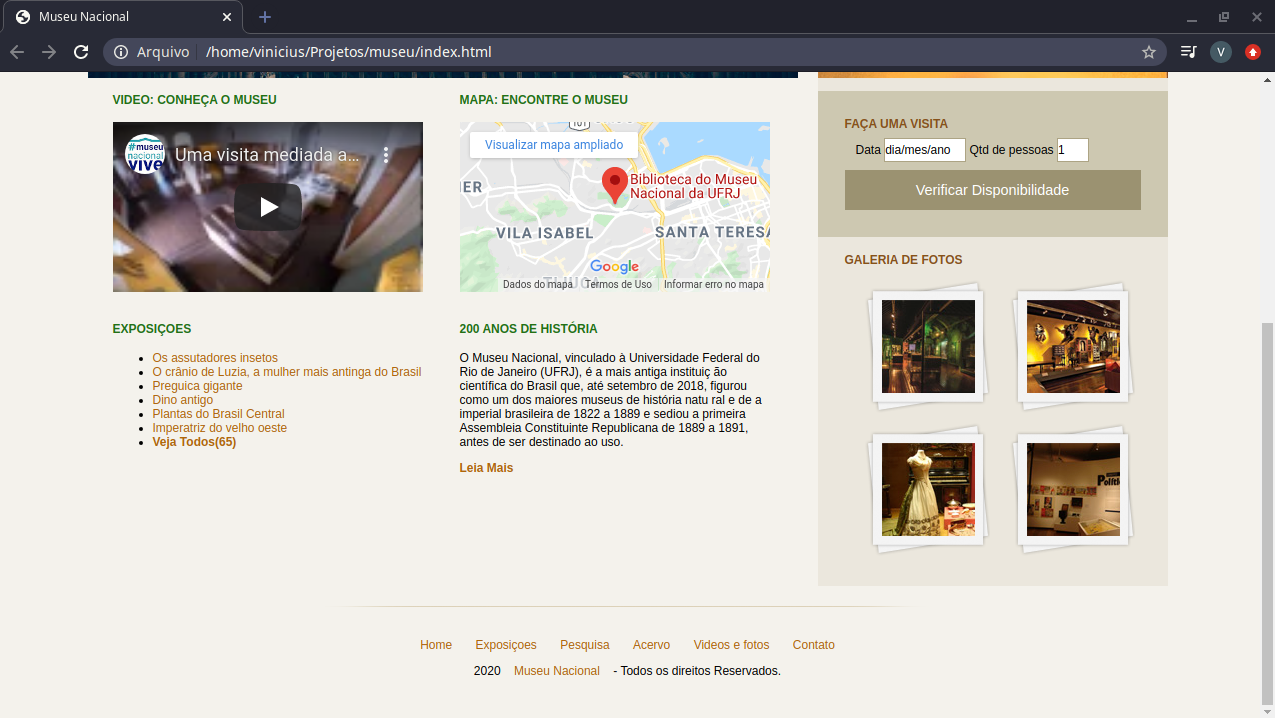 Museu Nacional
Arquivo /home/vinicius/Projetos/museu/index.html
V
VIDEO: CONHEÇA O MUSEU
#museu
nacional
vive
Uma visita mediada a...
MAPA: ENCONTRE O MUSEU
101
Visualizar mapa ampliado
IER
Biblioteca do Museu
Nacional da UFRJ
VILA ISABEL
SANTA TERESA
TIJUCA
Google
Dados do mapa Termos de Uso Informar erro no mapa
FAÇA UMA VISITA
Data dia/mes/ano Qtd de pessoas 1
Verificar Disponibilidade
GALERIA DE FOTOS
EXPOSIÇOES
Os assutadores insetos
O crânio de Luzia, a mulher mais antinga do Brasil
Preguica gigante
Dino antigo
Plantas do Brasil Central
Imperatriz do velho oeste
Veja Todos(65)
200 ANOS DE HISTÓRIA
O Museu Nacional, vinculado à Universidade Federal do
Rio de Janeiro (UFRJ), é a mais antiga instituiç ão
científica do Brasil que, até setembro de 2018, figurou
como um dos maiores museus de história natu ral e de a
imperial brasileira de 1822 a 1889 e sediou a primeira
Assembleia Constituinte Republicana de 1889 a 1891,
antes de ser destinado ao uso.
Leia Mais
Home Exposiçoes Pesquisa Acervo Videos e fotos Contato
2020 Museu Nacional - Todos os direitos Reservados.